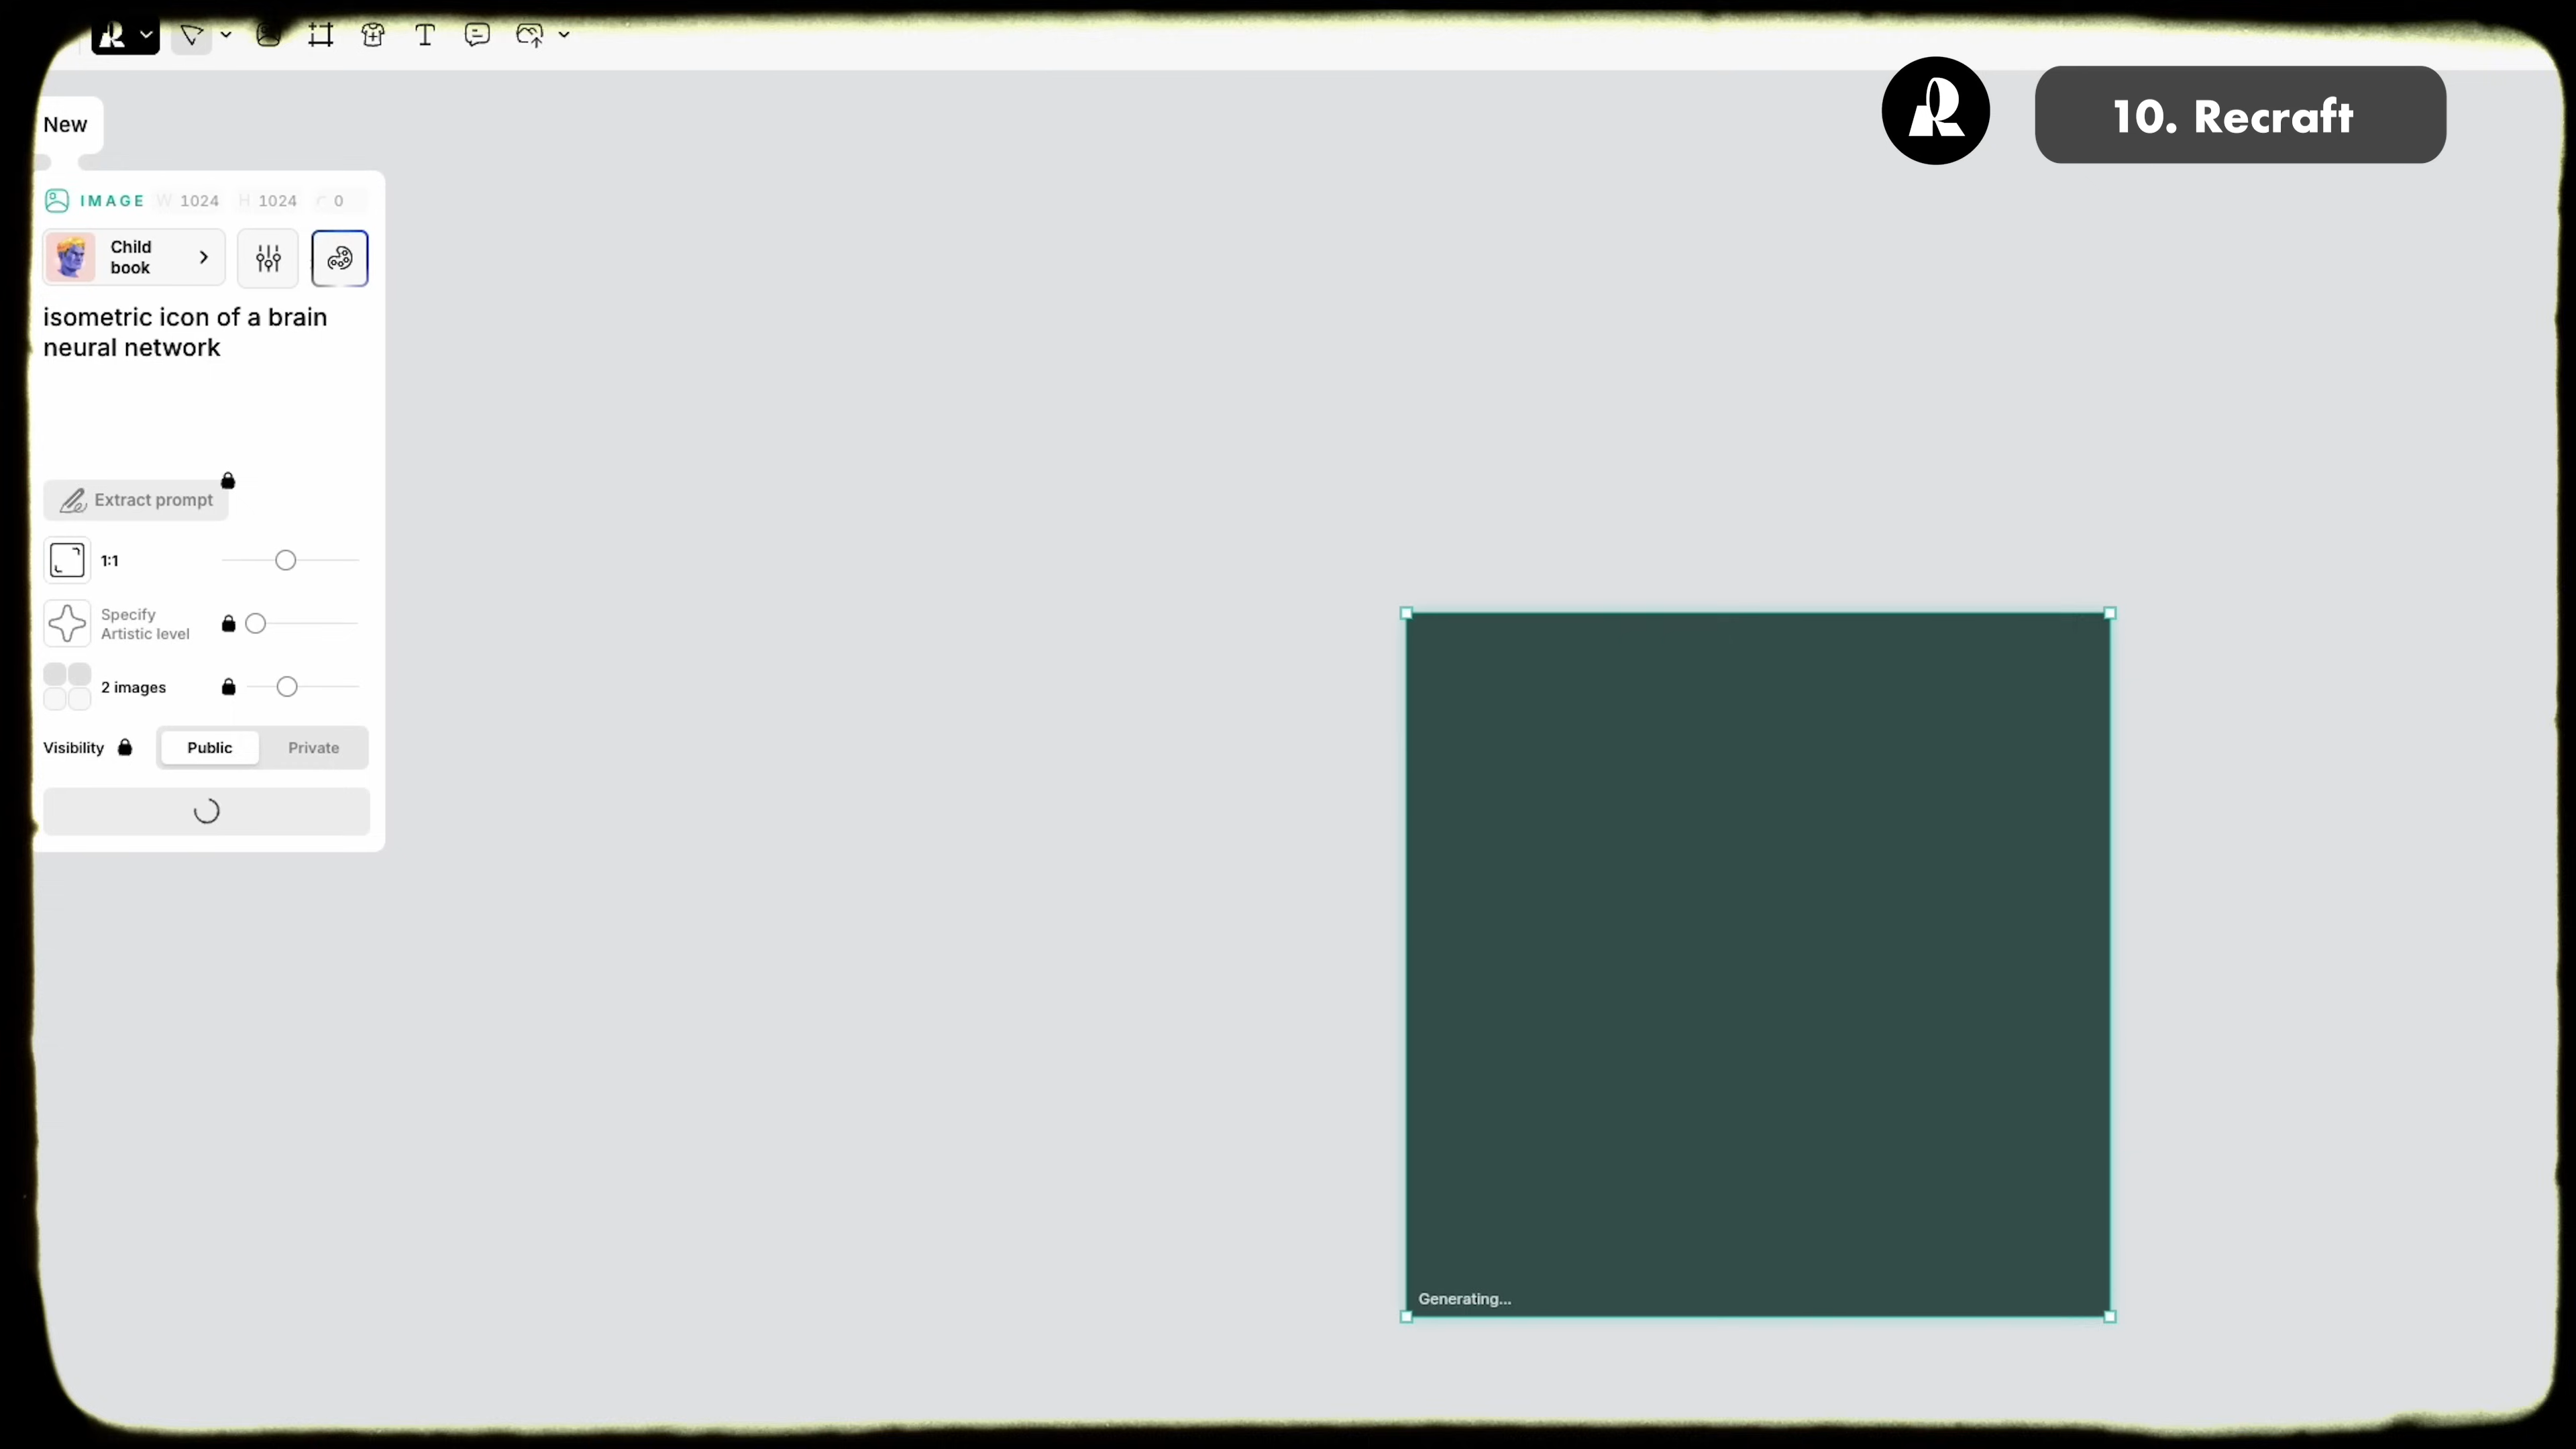 10. Recraft
New
IMAGE W 1024 H 1024 0
Child
book
isometric icon of a brain
neural network
Extract prompt
1:1
Specify
Artistic level
2 images
Visibility Public Private
Generating...